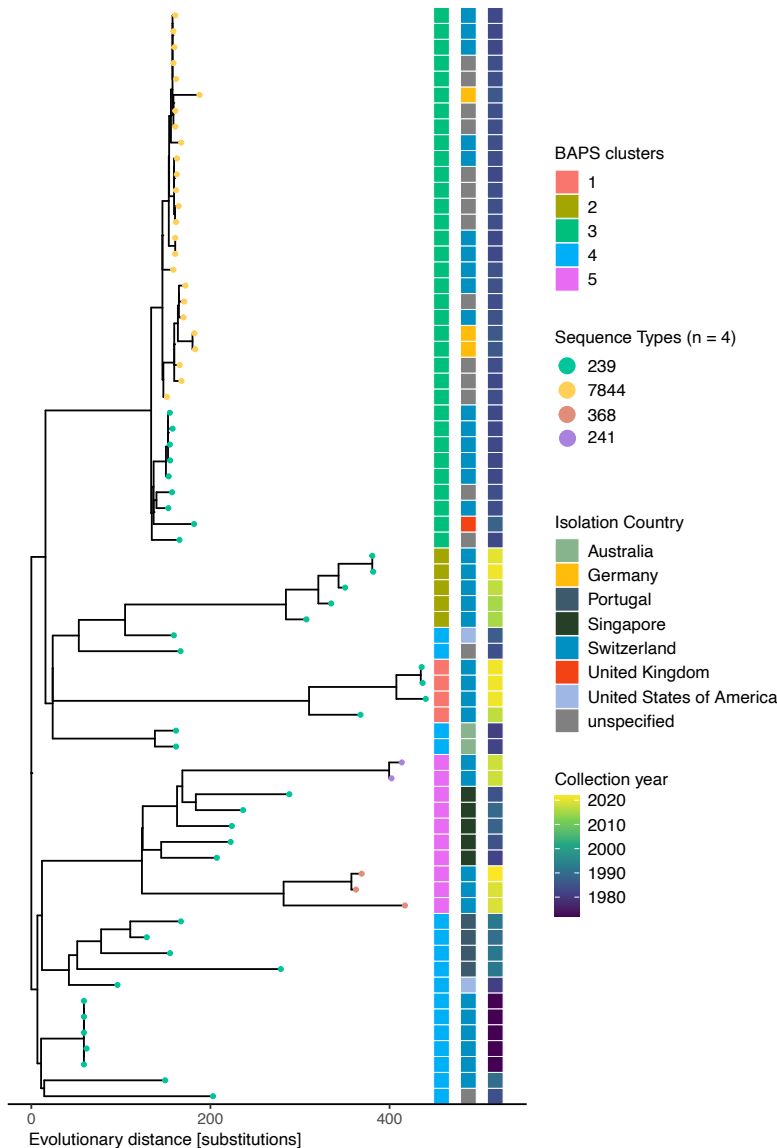 BAPS clusters
1
2
3
4
5
Sequence Types (n = 4)
239
7844
368
241
Isolation Country
Australia
Germany
Portugal
Singapore
Switzerland
United Kingdom
United States of America
unspecified
Collection year
2020
2010
2000
1990
1980
0 200 400
Evolutionary distance [substitutions]